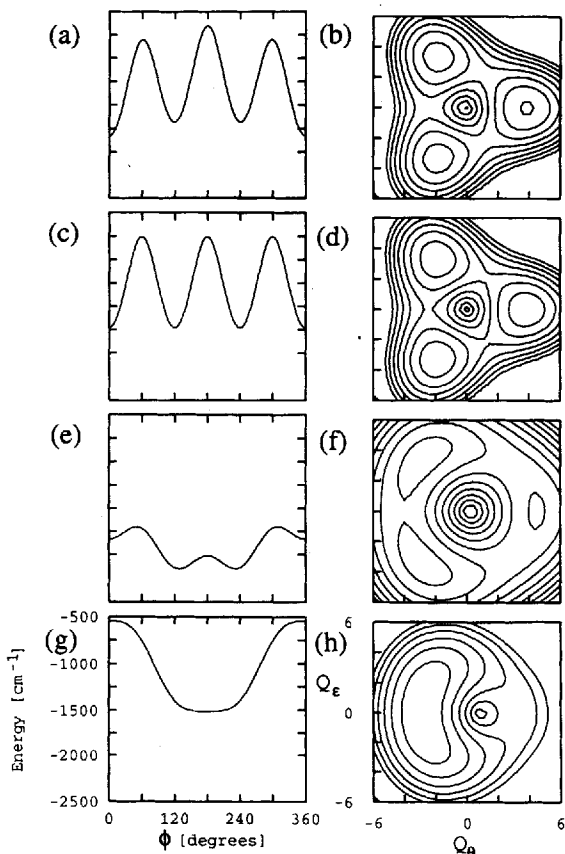 (a)
(b)
(c)
(d)
(e)
(f)
(g)
(h)
-500
-1000
-1500
-2000
-2500
Energy [cm⁻¹]
0 120 240 360
Φ [degrees]
6
Qε
0
-6
-6 0 6
Qθ